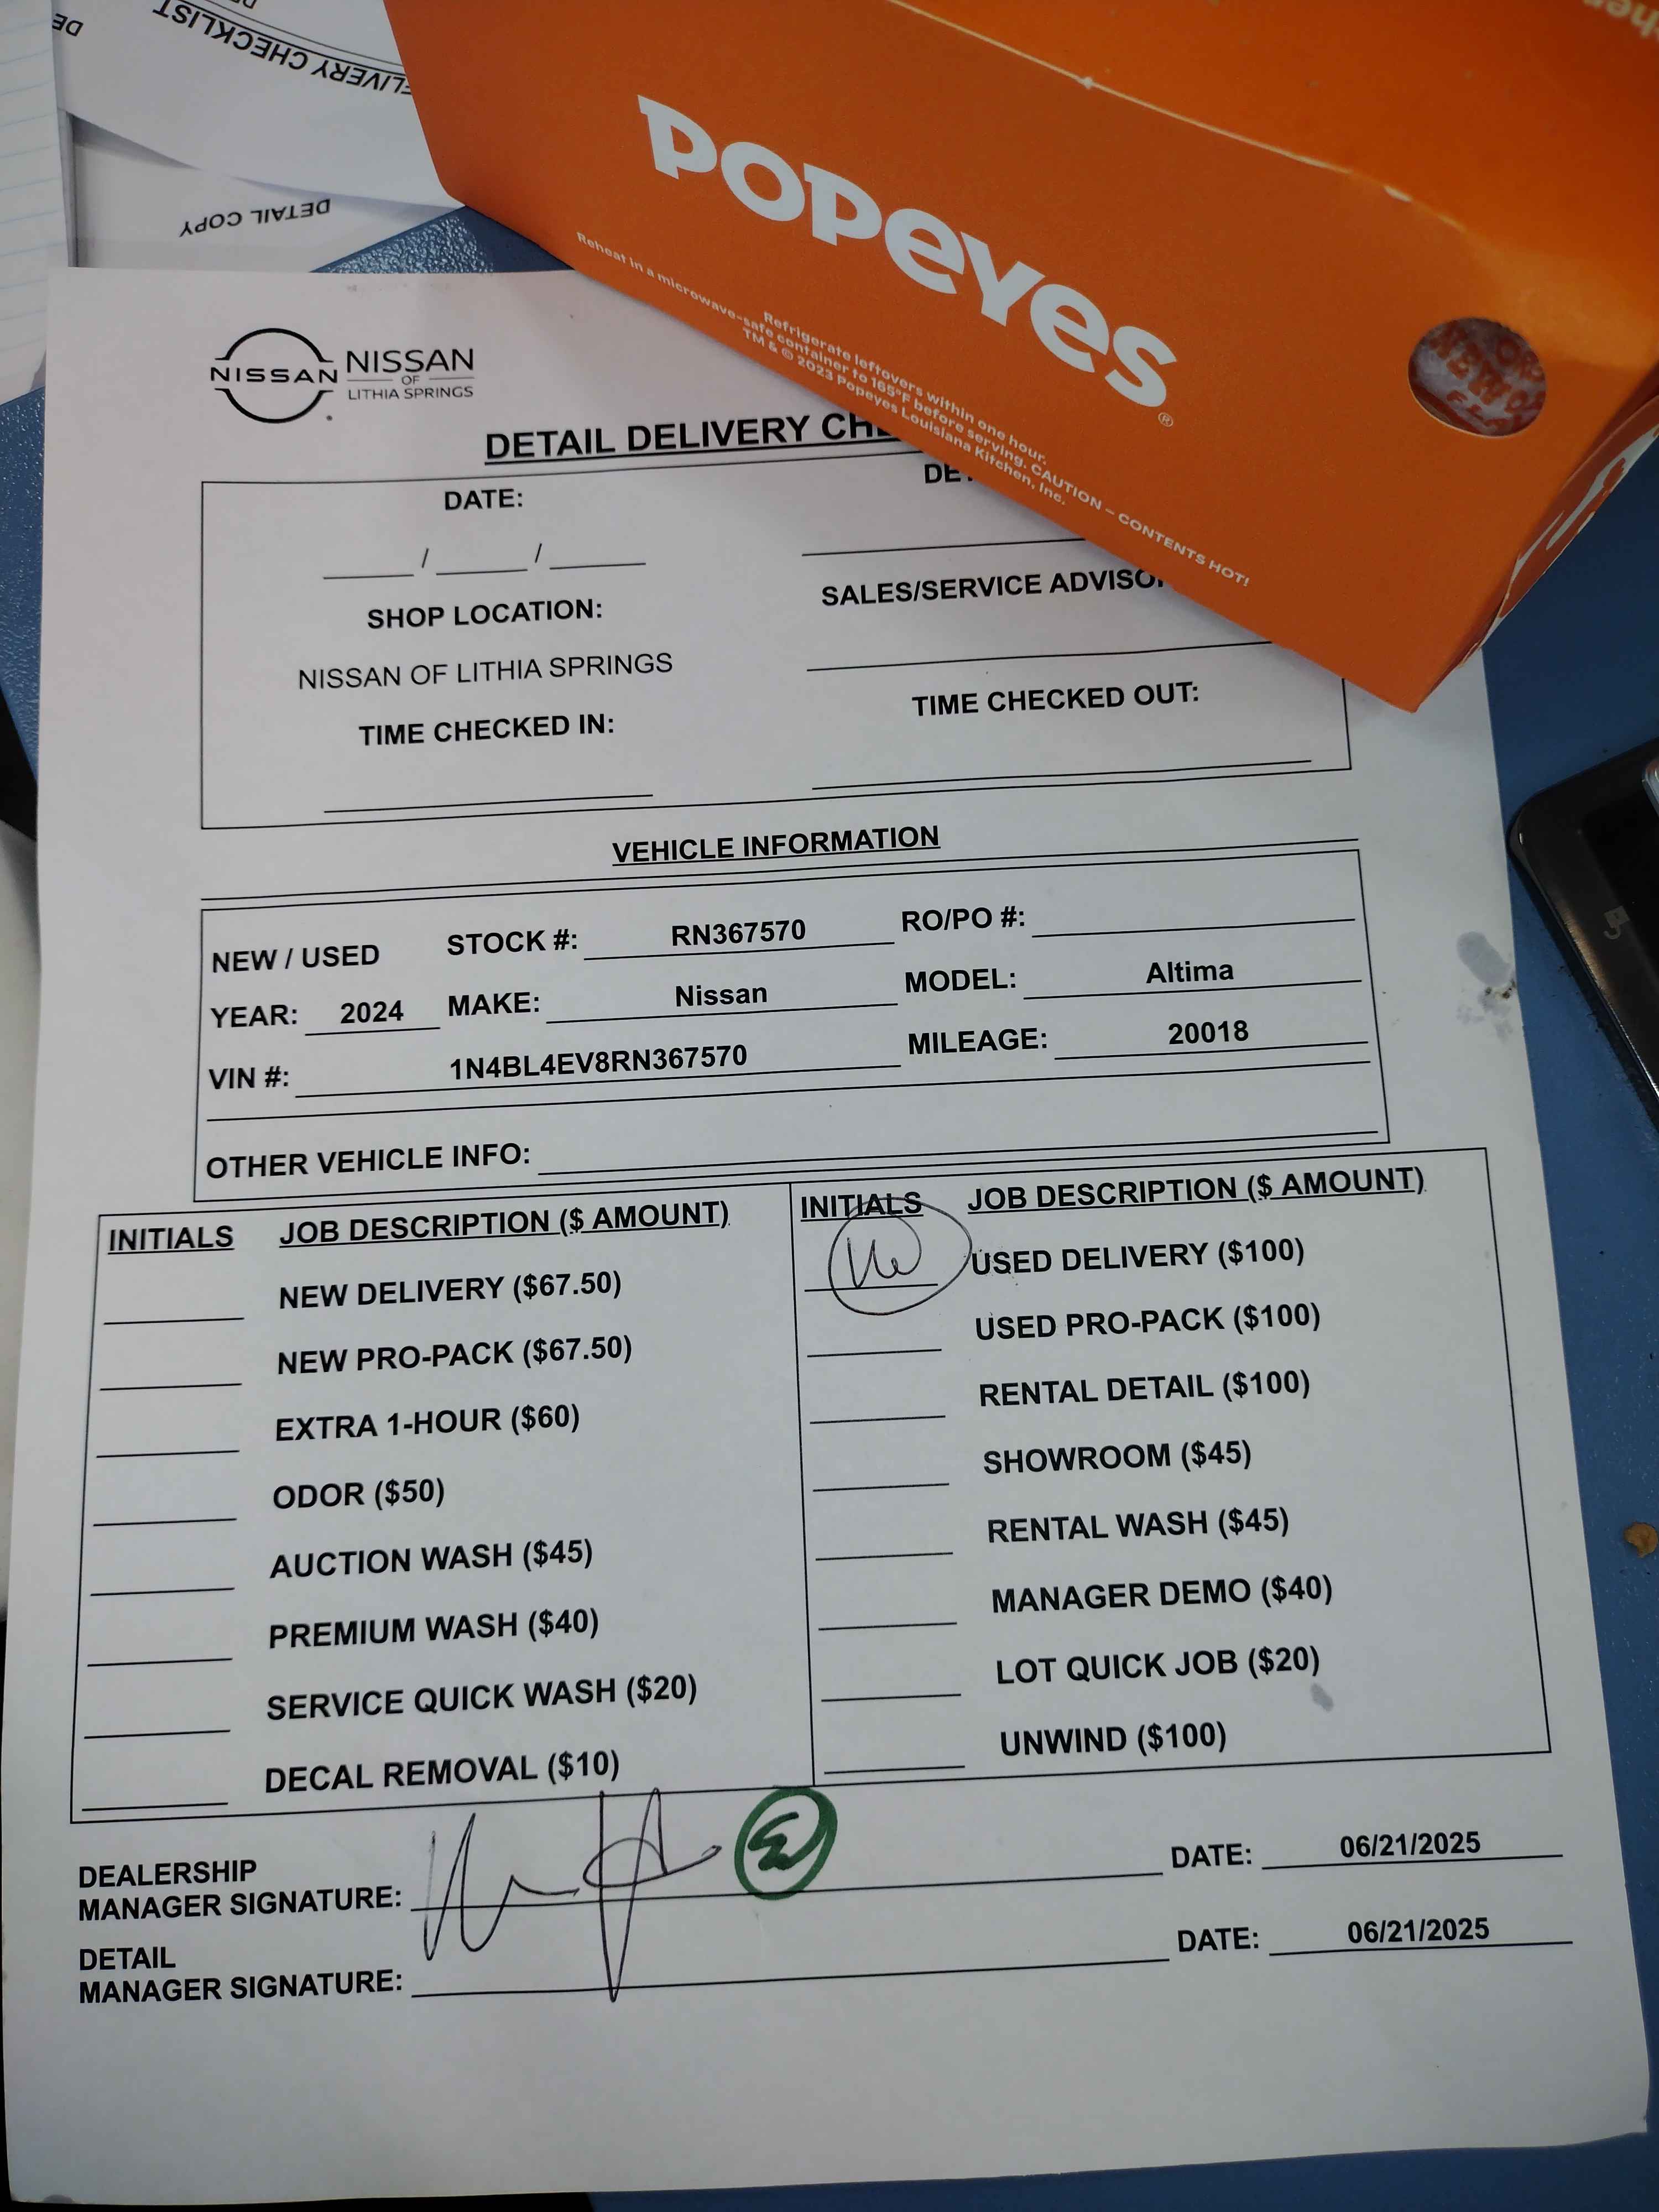 DELIVERY CHECKLIST
DETAIL COPY
POPEYES®
Refrigerate leftovers within one hour.
Reheat in a microwave-safe container to 165°F before serving. CAUTION – CONTENTS HOT!
TM & © 2023 Popeyes Louisiana Kitchen, Inc.
NISSAN NISSAN
OF
LITHIA SPRINGS
DETAIL DELIVERY
DATE:
/ /
SALES/SERVICE ADVISO
SHOP LOCATION:
NISSAN OF LITHIA SPRINGS
TIME CHECKED IN: TIME CHECKED OUT:
VEHICLE INFORMATION
NEW / USED STOCK #: RN367570 RO/PO #:
YEAR: 2024 MAKE: Nissan MODEL: Altima
VIN #: 1N4BL4EV8RN367570 MILEAGE: 20018
OTHER VEHICLE INFO:
INITIALS JOB DESCRIPTION ($ AMOUNT) INITIALS JOB DESCRIPTION ($ AMOUNT)
NEW DELIVERY ($67.50) USED DELIVERY ($100)
NEW PRO-PACK ($67.50) USED PRO-PACK ($100)
EXTRA 1-HOUR ($60) RENTAL DETAIL ($100)
ODOR ($50) SHOWROOM ($45)
AUCTION WASH ($45) RENTAL WASH ($45)
PREMIUM WASH ($40) MANAGER DEMO ($40)
SERVICE QUICK WASH ($20) LOT QUICK JOB ($20)
DECAL REMOVAL ($10) UNWIND ($100)
DEALERSHIP
MANAGER SIGNATURE: DATE: 06/21/2025
DETAIL
MANAGER SIGNATURE: DATE: 06/21/2025